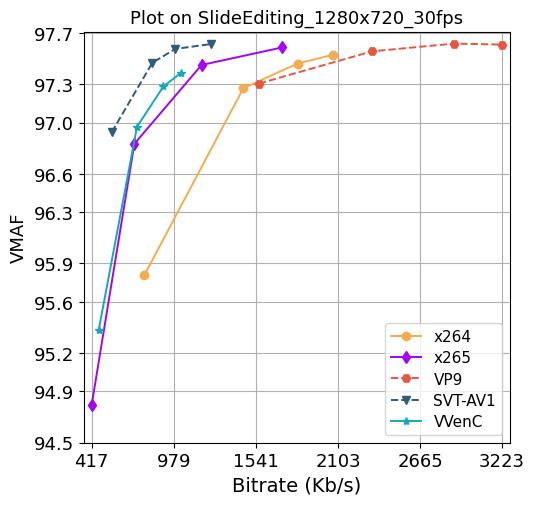 Plot on SlideEditing_1280x720_30fps
VMAF
97.7
97.3
97.0
96.6
96.3
95.9
95.6
95.2
94.9
94.5
x264
x265
VP9
SVT-AV1
VVenC
417 979 1541 2103 2665 3223
Bitrate (Kb/s)